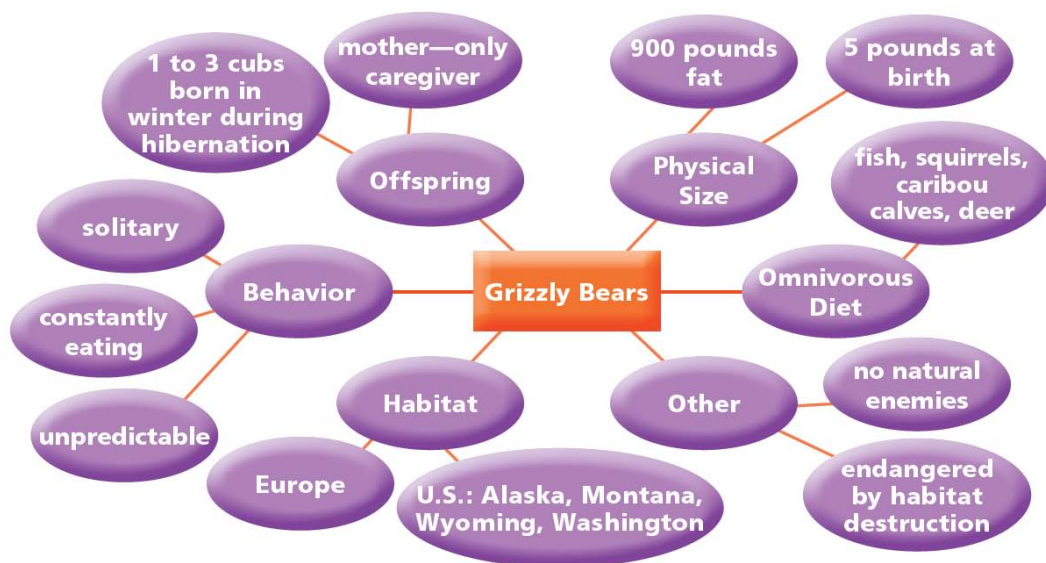 Grizzly Bears
Offspring
1 to 3 cubs
born in
winter during
hibernation
mother—only
caregiver
Physical
Size
900 pounds
fat
5 pounds at
birth
Omnivorous
Diet
fish, squirrels,
caribou
calves, deer
Behavior
solitary
constantly
eating
unpredictable
Habitat
Europe
U.S.: Alaska, Montana,
Wyoming, Washington
Other
no natural
enemies
endangered
by habitat
destruction